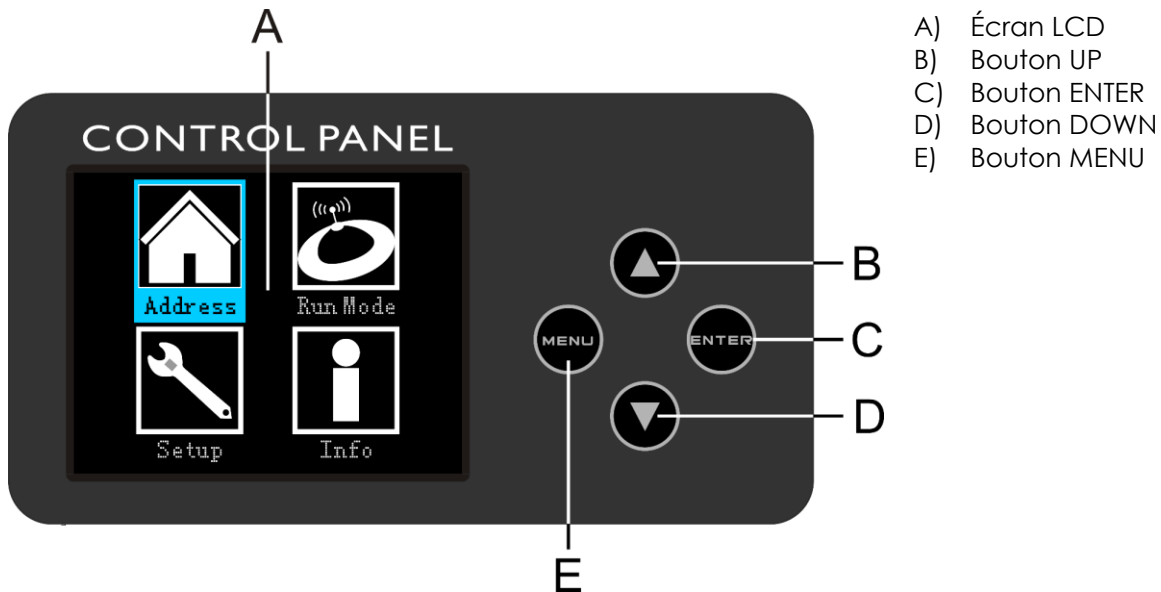 A
A) Écran LCD
B) Bouton UP
C) Bouton ENTER
D) Bouton DOWN
E) Bouton MENU
CONTROL PANEL
Address
Run Mode
Setup
Info
MENU
ENTER
B
C
D
E